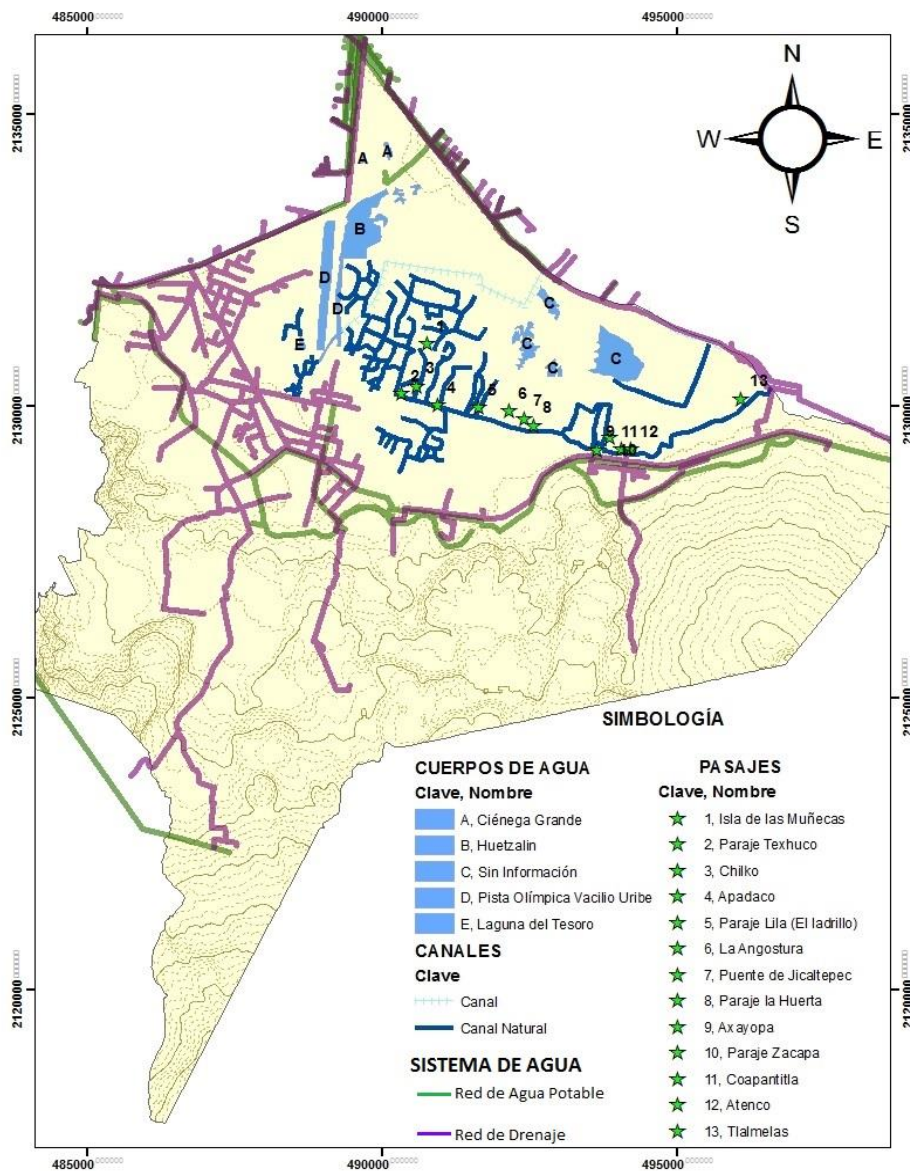 485000
490000
495000
N
W
E
S
2135000
2135000
A
A
B
D
D
C
E
1
C
C
C
3
2
4
5
6
7
8
13
2130000
2130000
9
11
12
10
2125000
2125000
SIMBOLOGÍA
CUERPOS DE AGUA
Clave, Nombre
A, Ciénega Grande
B, Huetzalin
C, Sin Información
D, Pista Olímpica Vacilio Uribe
E, Laguna del Tesoro
CANALES
Clave
Canal
Canal Natural
SISTEMA DE AGUA
Red de Agua Potable
Red de Drenaje
PASAJES
Clave, Nombre
1, Isla de las Muñecas
2, Paraje Texhuco
3, Chilko
4, Apadaco
5, Paraje Lila (El ladrillo)
6, La Angostura
7, Puente de Jicaltepec
8, Paraje la Huerta
9, Axayopa
10, Paraje Zacapa
11, Coapantitla
12, Atenco
13, Tlalmelas
2120000
2120000
485000
490000
495000